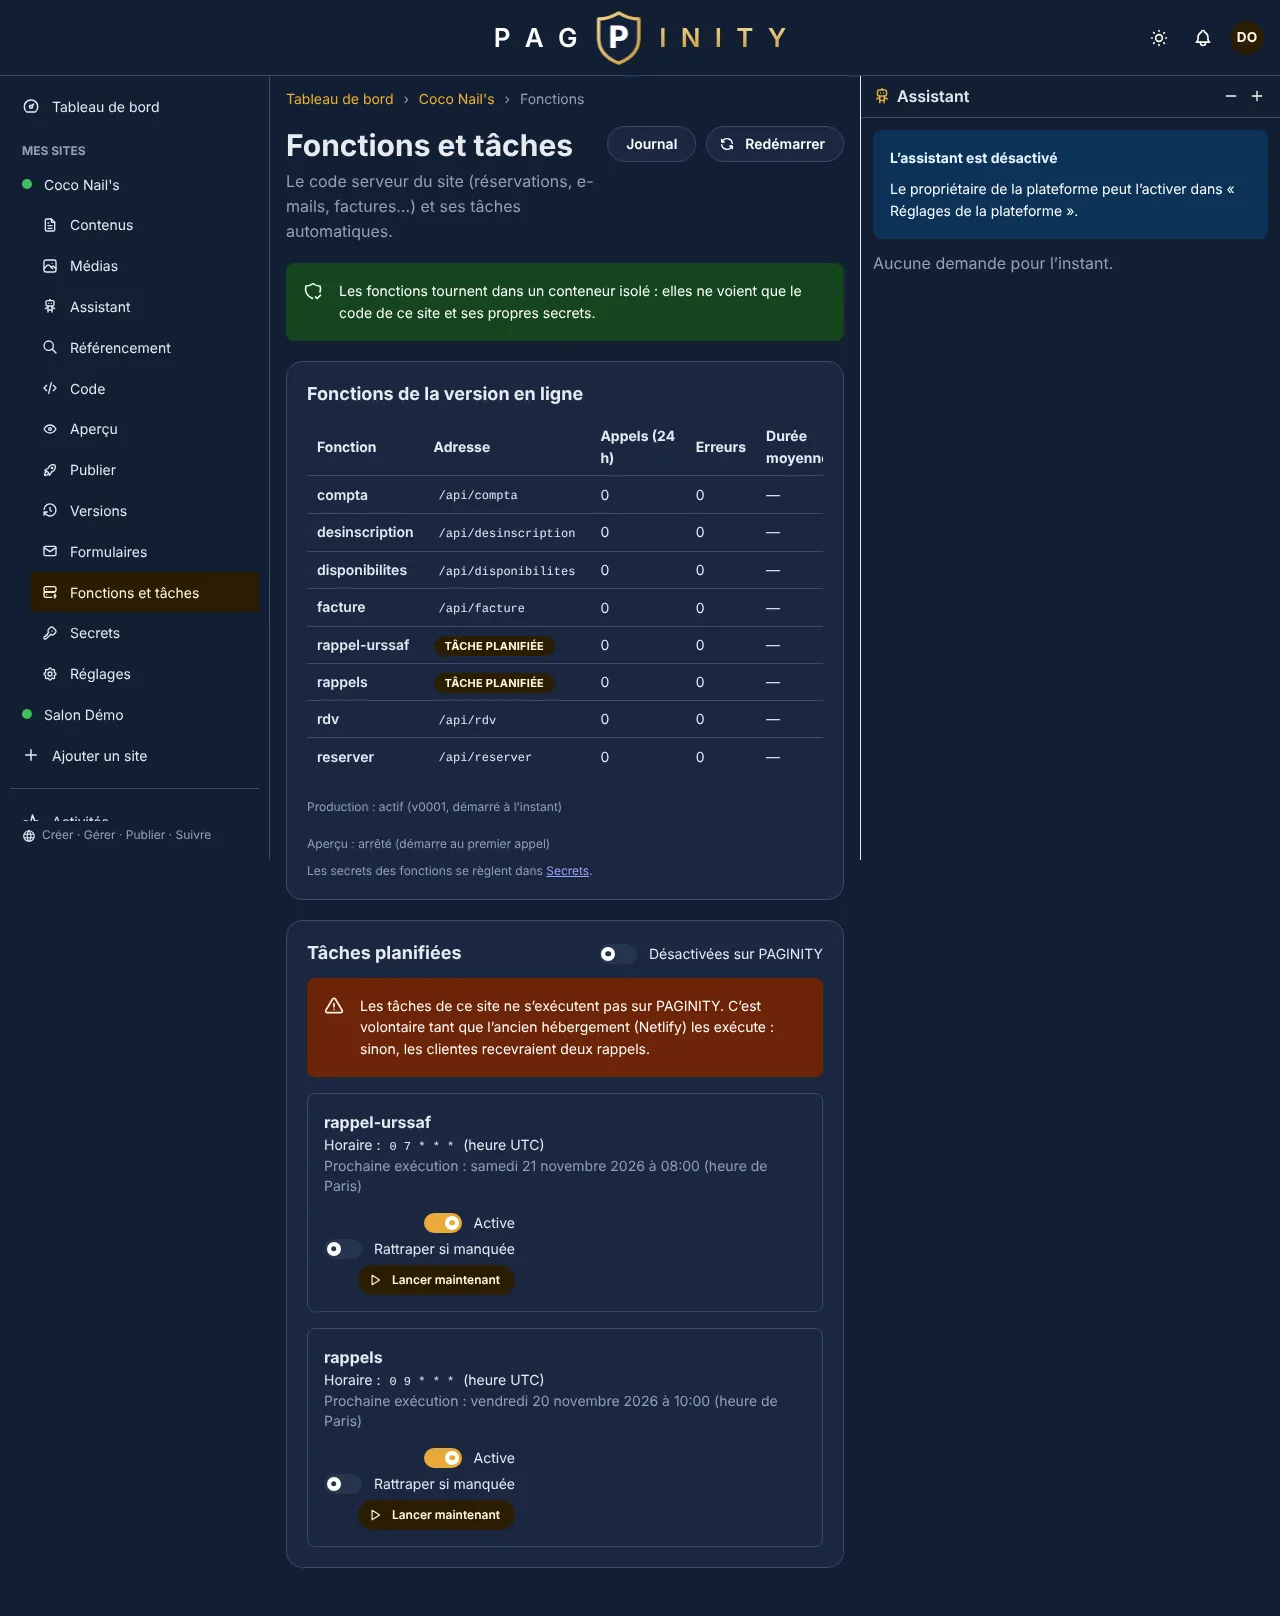 PAGPINITY
DO
Tableau de bord
MES SITES
Coco Nail's
Contenus
Médias
Assistant
Référencement
Code
Aperçu
Publier
Versions
Formulaires
Fonctions et tâches
Secrets
Réglages
Salon Démo
Ajouter un site
Créer · Gérer · Publier · Suivre
Tableau de bord › Coco Nail's › Fonctions
Fonctions et tâches
Journal
Redémarrer
Le code serveur du site (réservations, e-
mails, factures…) et ses tâches
automatiques.
Les fonctions tournent dans un conteneur isolé : elles ne voient que le
code de ce site et ses propres secrets.
Fonctions de la version en ligne
Fonction Adresse Appels (24 h) Erreurs Durée moyenne
compta /api/compta 0 0 —
desinscription /api/desinscription 0 0 —
disponibilites /api/disponibilites 0 0 —
facture /api/facture 0 0 —
rappel-urssaf TÂCHE PLANIFIÉE 0 0 —
rappels TÂCHE PLANIFIÉE 0 0 —
rdv /api/rdv 0 0 —
reserver /api/reserver 0 0 —
Production : actif (v0001, démarré à l’instant)
Aperçu : arrêté (démarre au premier appel)
Les secrets des fonctions se règlent dans Secrets.
Tâches planifiées
Désactivées sur PAGINITY
Les tâches de ce site ne s’exécutent pas sur PAGINITY. C’est
volontaire tant que l’ancien hébergement (Netlify) les exécute :
sinon, les clientes recevraient deux rappels.
rappel-urssaf
Horaire : 0 7 * * * (heure UTC)
Prochaine exécution : samedi 21 novembre 2026 à 08:00 (heure de
Paris)
Active
Rattraper si manquée
Lancer maintenant
rappels
Horaire : 0 9 * * * (heure UTC)
Prochaine exécution : vendredi 20 novembre 2026 à 10:00 (heure de
Paris)
Active
Rattraper si manquée
Lancer maintenant
Assistant
L’assistant est désactivé
Le propriétaire de la plateforme peut l’activer dans «
Réglages de la plateforme ».
Aucune demande pour l’instant.